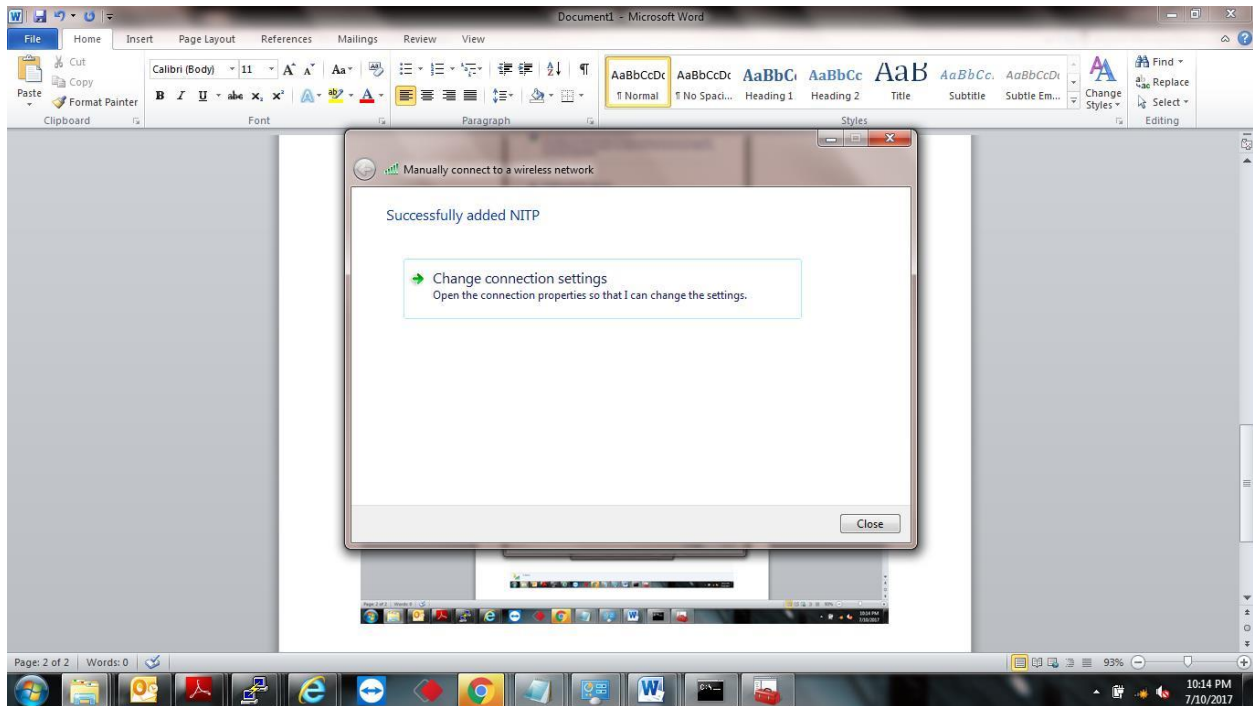 Document1 - Microsoft Word
File Home Insert Page Layout References Mailings Review View
Cut
Copy
Paste
Format Painter
Calibri (Body) 11
Find
Replace
Select
AaBbCcDc AaBbCcDc AaBbC AaBbCc AaB AaBbCc. AaBbCcDc
¶ Normal ¶ No Spaci... Heading 1 Heading 2 Title Subtitle Subtle Em... Change Styles
Clipboard Font Paragraph Styles Editing
Manually connect to a wireless network
Successfully added NITP
Change connection settings
Open the connection properties so that I can change the settings.
Close
Page: 2 of 2 Words: 0 93%
10:14 PM
7/10/2017